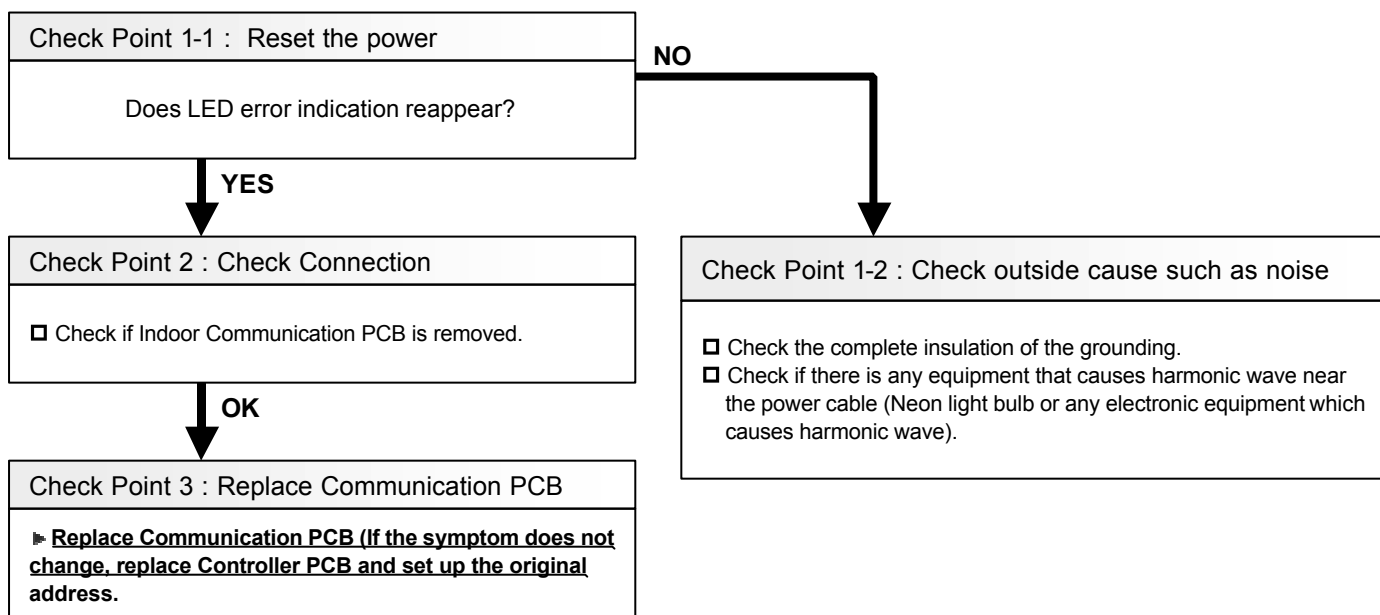 Check Point 1-1 :  Reset the power
Does LED error indication reappear?
NO
YES
Check Point 2 : Check Connection
☐ Check if Indoor Communication PCB is removed.
Check Point 1-2 : Check outside cause such as noise
☐ Check the complete insulation of the grounding.
☐ Check if there is any equipment that causes harmonic wave near
the power cable (Neon light bulb or any electronic equipment which
causes harmonic wave).
OK
Check Point 3 : Replace Communication PCB
▶ Replace Communication PCB (If the symptom does not
change, replace Controller PCB and set up the original
address.